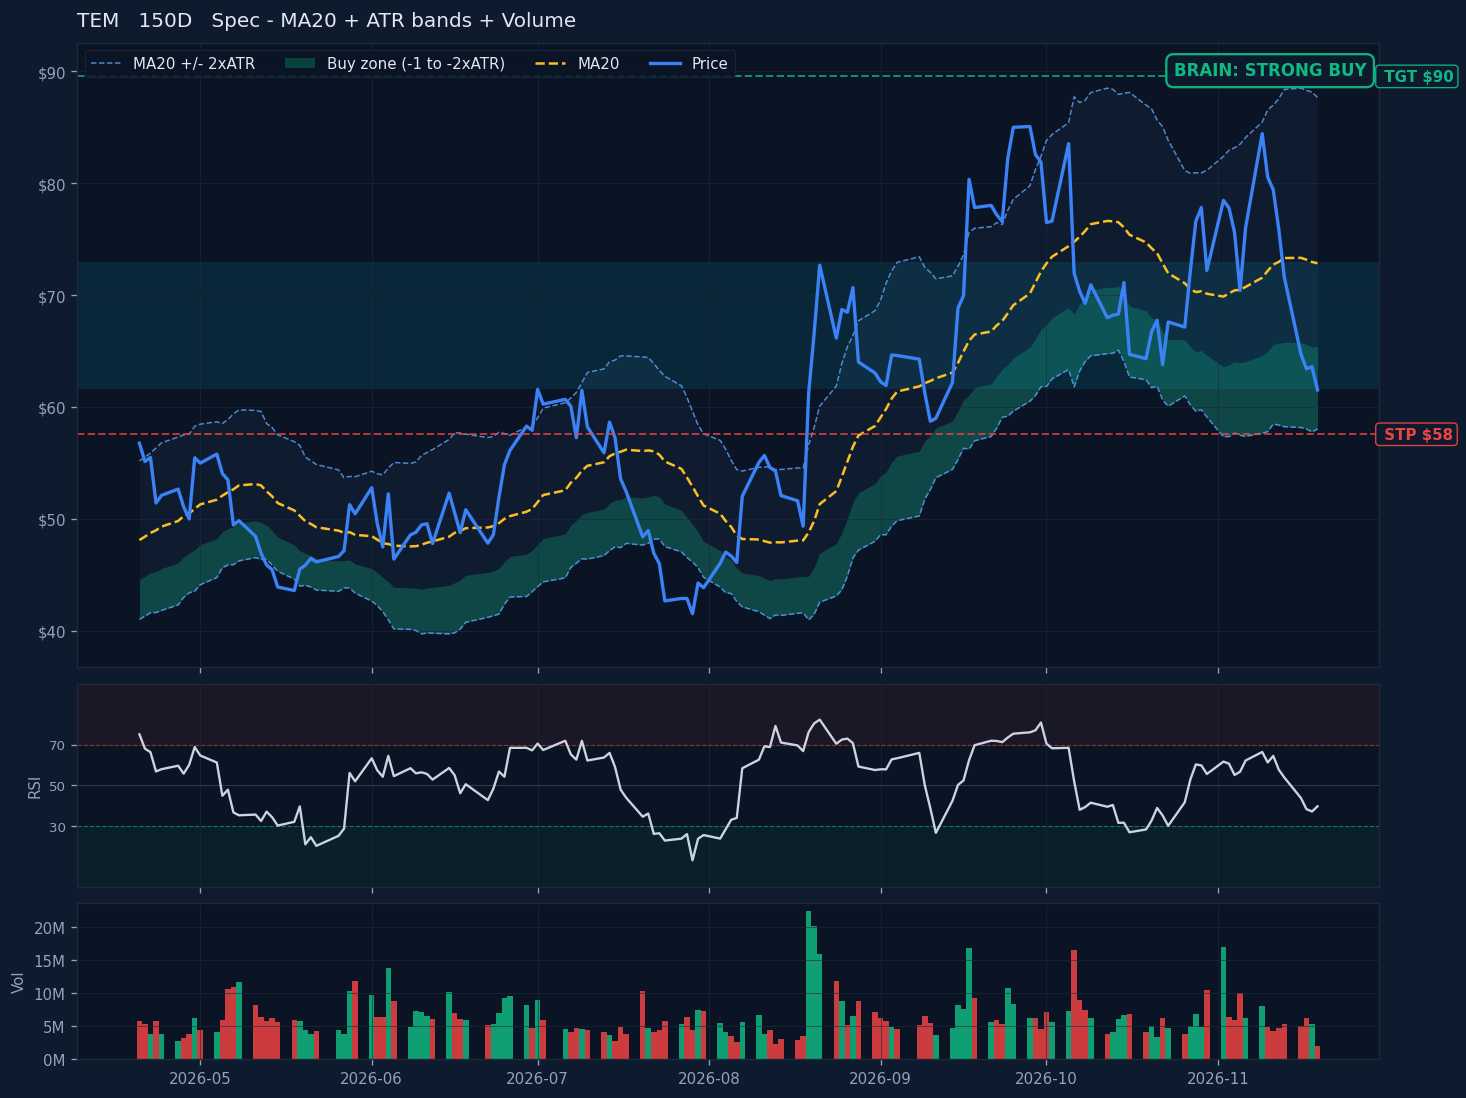 TEM   150D   Spec - MA20 + ATR bands + Volume
MA20 +/- 2xATR   Buy zone (-1 to -2xATR)   MA20   Price
BRAIN: STRONG BUY
TGT $90
$90
$80
$70
$60
STP $58
$50
$40
RSI
70
50
30
Vol
20M
15M
10M
5M
0M
2026-05   2026-06   2026-07   2026-08   2026-09   2026-10   2026-11